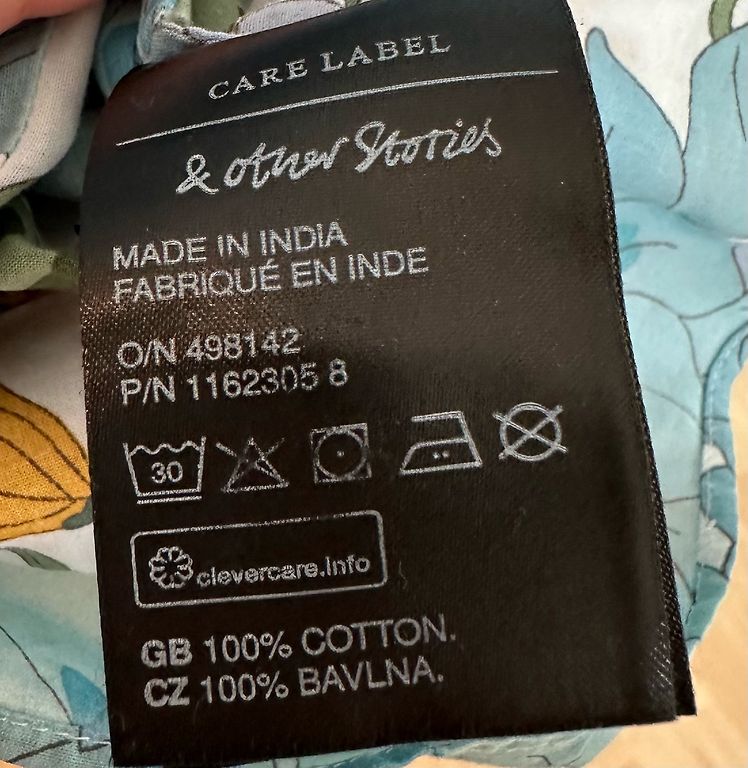 CARE LABEL
& other Stories
MADE IN INDIA
FABRIQUÉ EN INDE
O/N 498142
P/N 1162305 8
30
clevercare.info
GB 100% COTTON.
CZ 100% BAVLNA.